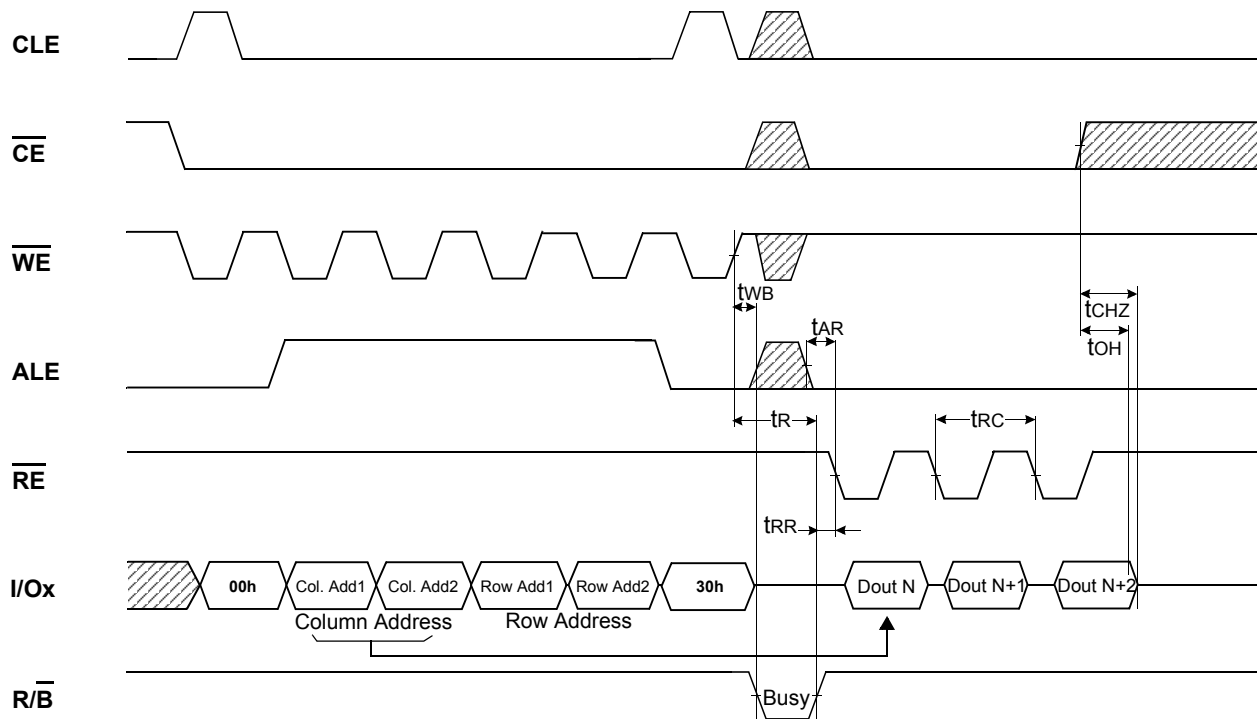 CLE
CE
WE
tWB
tCHZ
tAR
tOH
ALE
tR
tRC
RE
tRR
I/Ox
00h
Col. Add1
Col. Add2
Row Add1
Row Add2
30h
Dout N
Dout N+1
Dout N+2
Column Address
Row Address
R/B
Busy